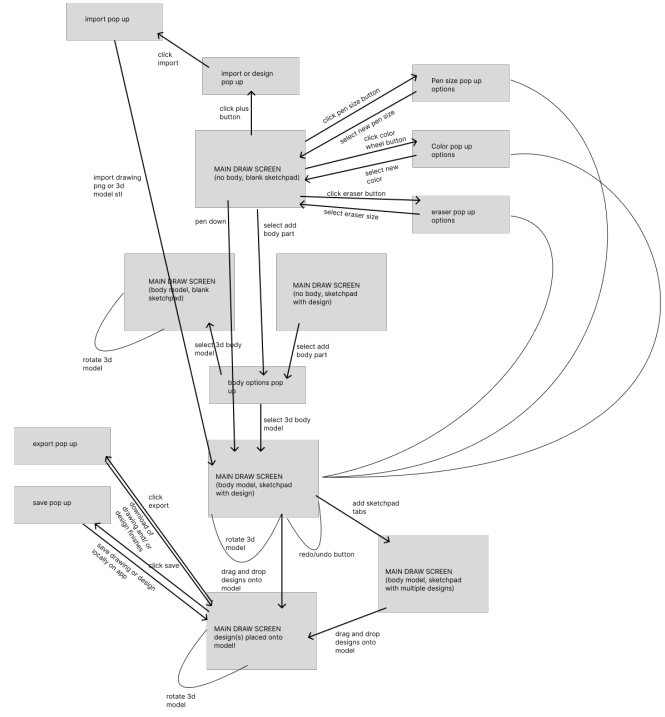 import pop up
click
import
import or design
pop up
click plus
button
Pen size pop up
options
click pen size button
select new pen size
click color
wheel button
Color pop up
options
MAIN DRAW SCREEN
(no body, blank sketchpad)
select new
color
click eraser button
select eraser size
eraser pop up
options
import drawing
png or 3d
model stl
pen down
select add
body part
MAIN DRAW SCREEN
(body model, blank
sketchpad)
MAIN DRAW SCREEN
(no body, sketchpad
with design)
rotate 3d
model
select 3d body
model
select add
body part
body options pop
up
select 3d body
model
export pop up
MAIN DRAW SCREEN
(body model, sketchpad
with design)
save pop up
click
export
download of
drawing and/ or
design finishes
add sketchpad
tabs
rotate 3d
model
redo/undo button
click save
save drawing or design
locally on app
drag and drop
designs onto
model
MAIN DRAW SCREEN
(body model, sketchpad
with multiple designs)
MAIN DRAW SCREEN
design(s) placed onto
model!
drag and drop
designs onto
model
rotate 3d
model